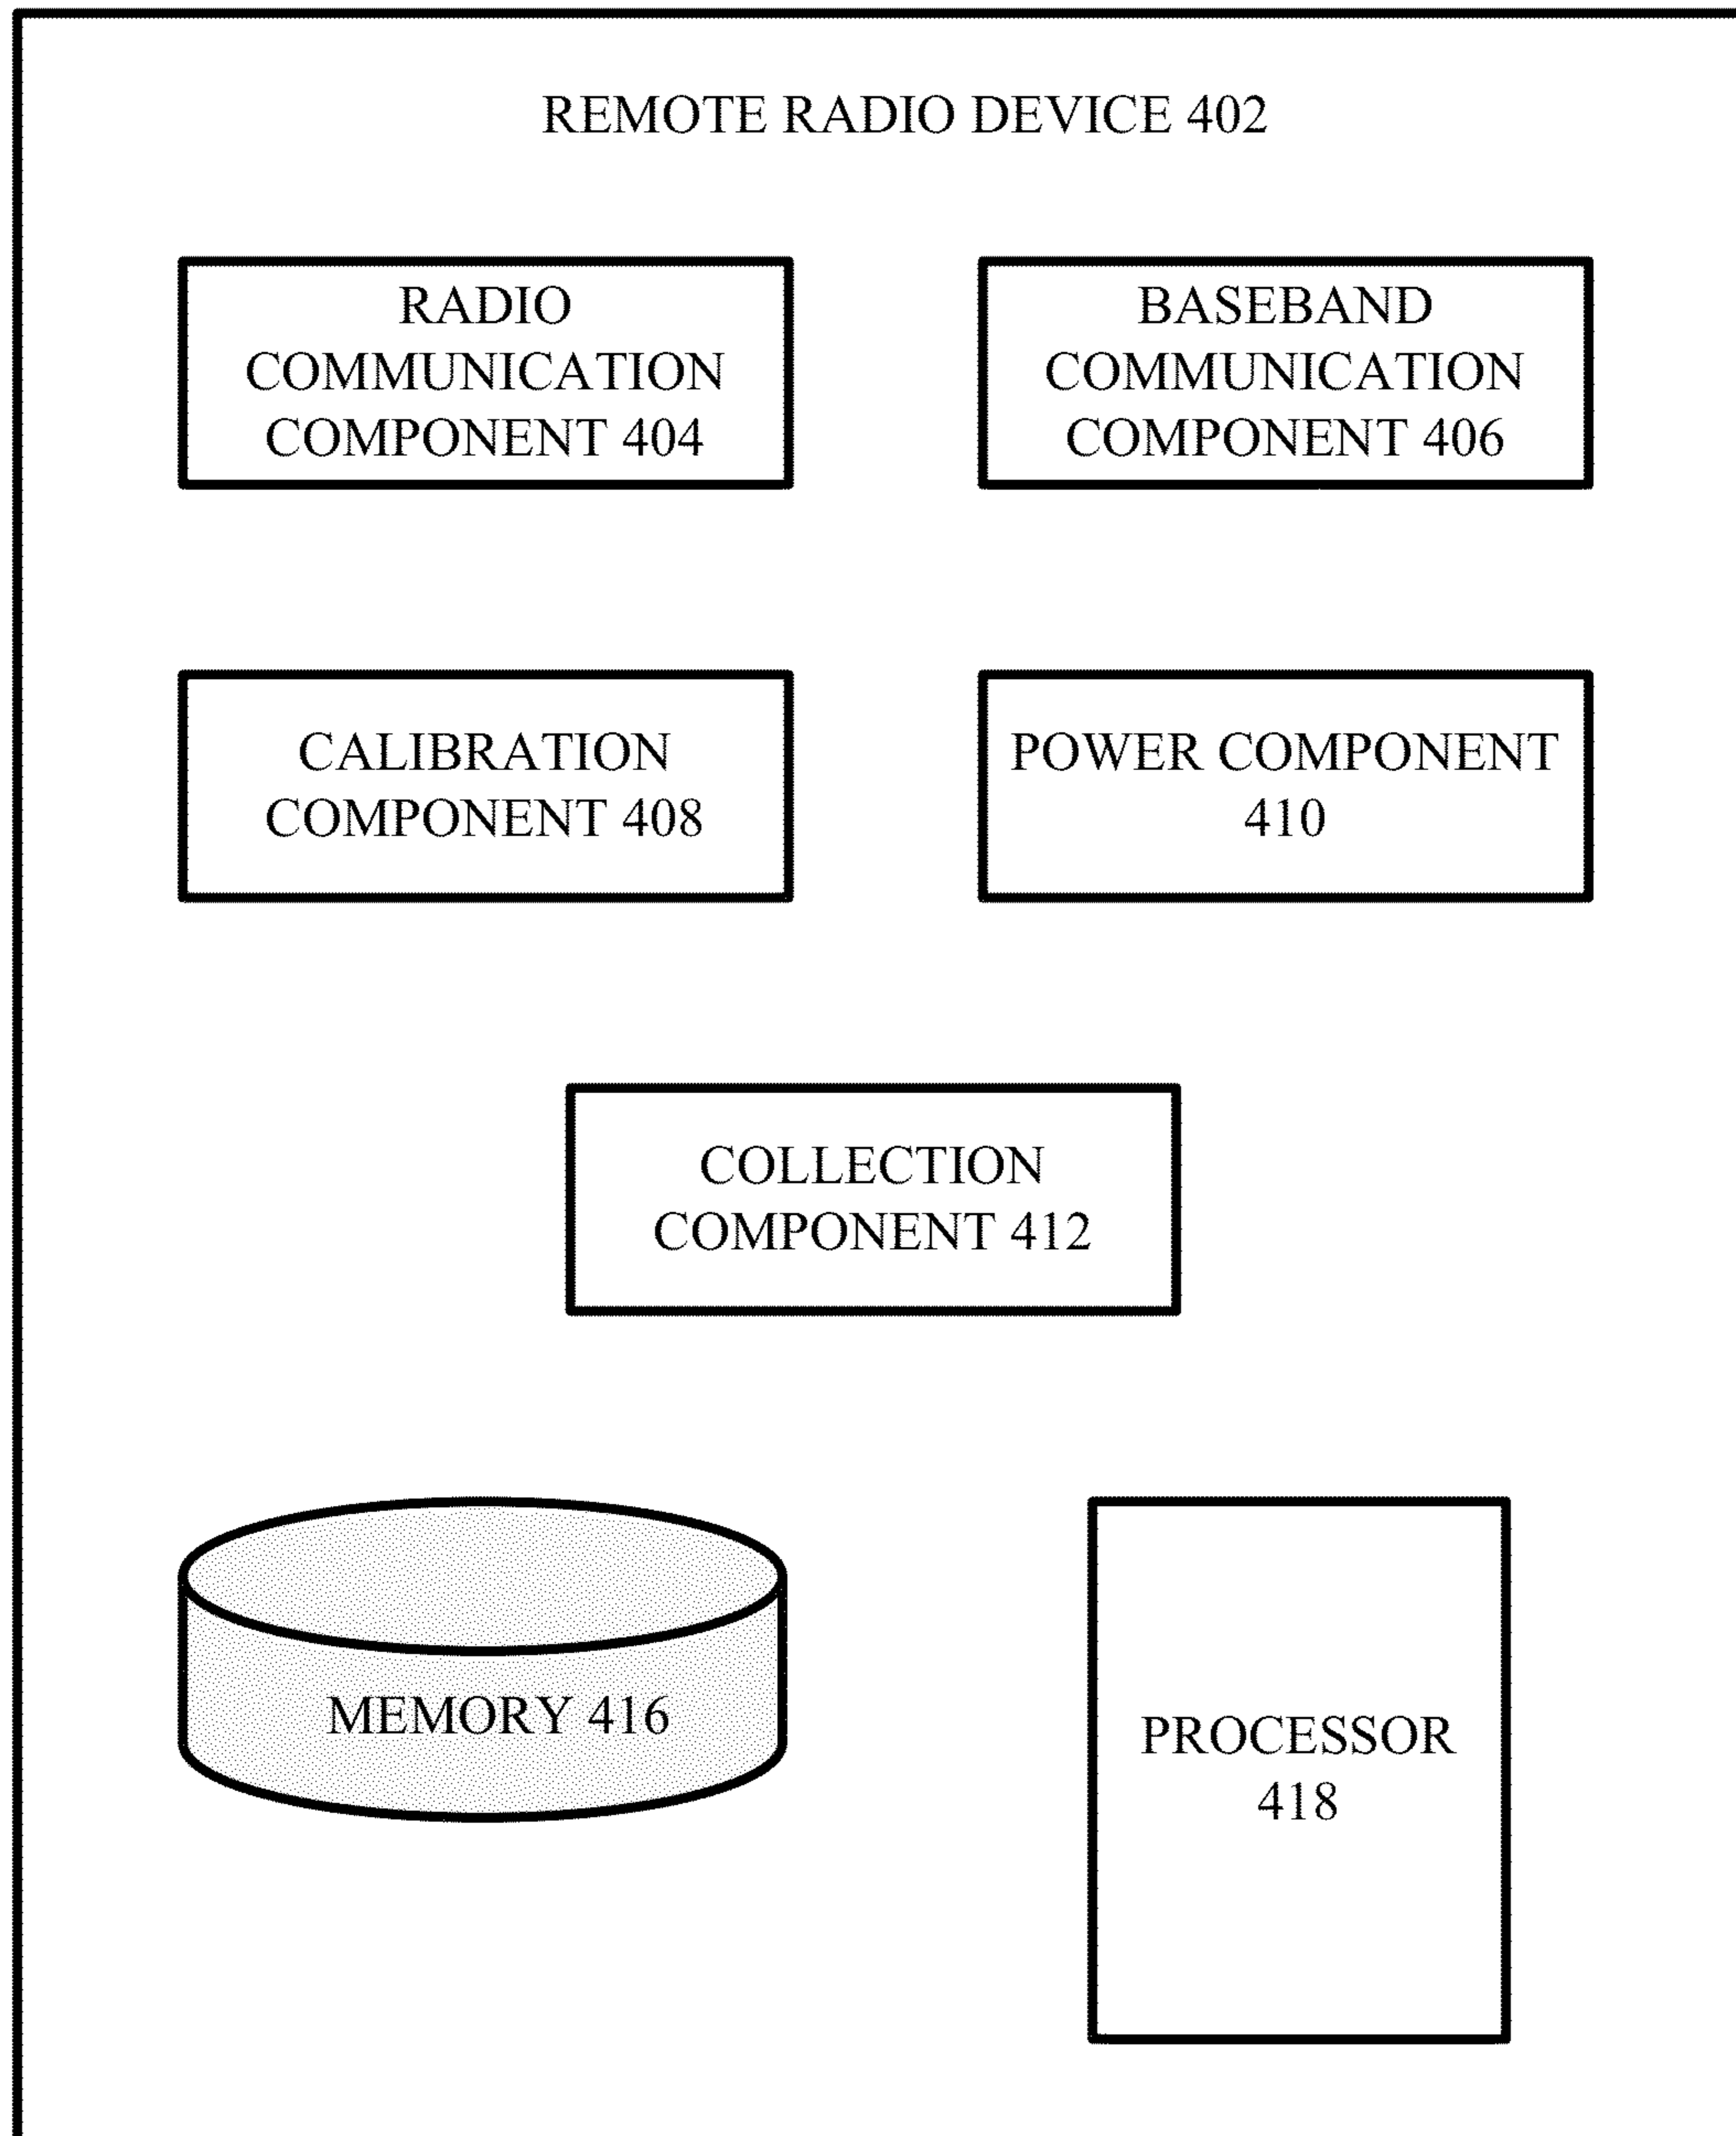 REMOTE RADIO DEVICE 402
RADIO
COMMUNICATION
COMPONENT 404
BASEBAND
COMMUNICATION
COMPONENT 406
CALIBRATION
COMPONENT 408
POWER COMPONENT
410
COLLECTION
COMPONENT 412
MEMORY 416
PROCESSOR
418